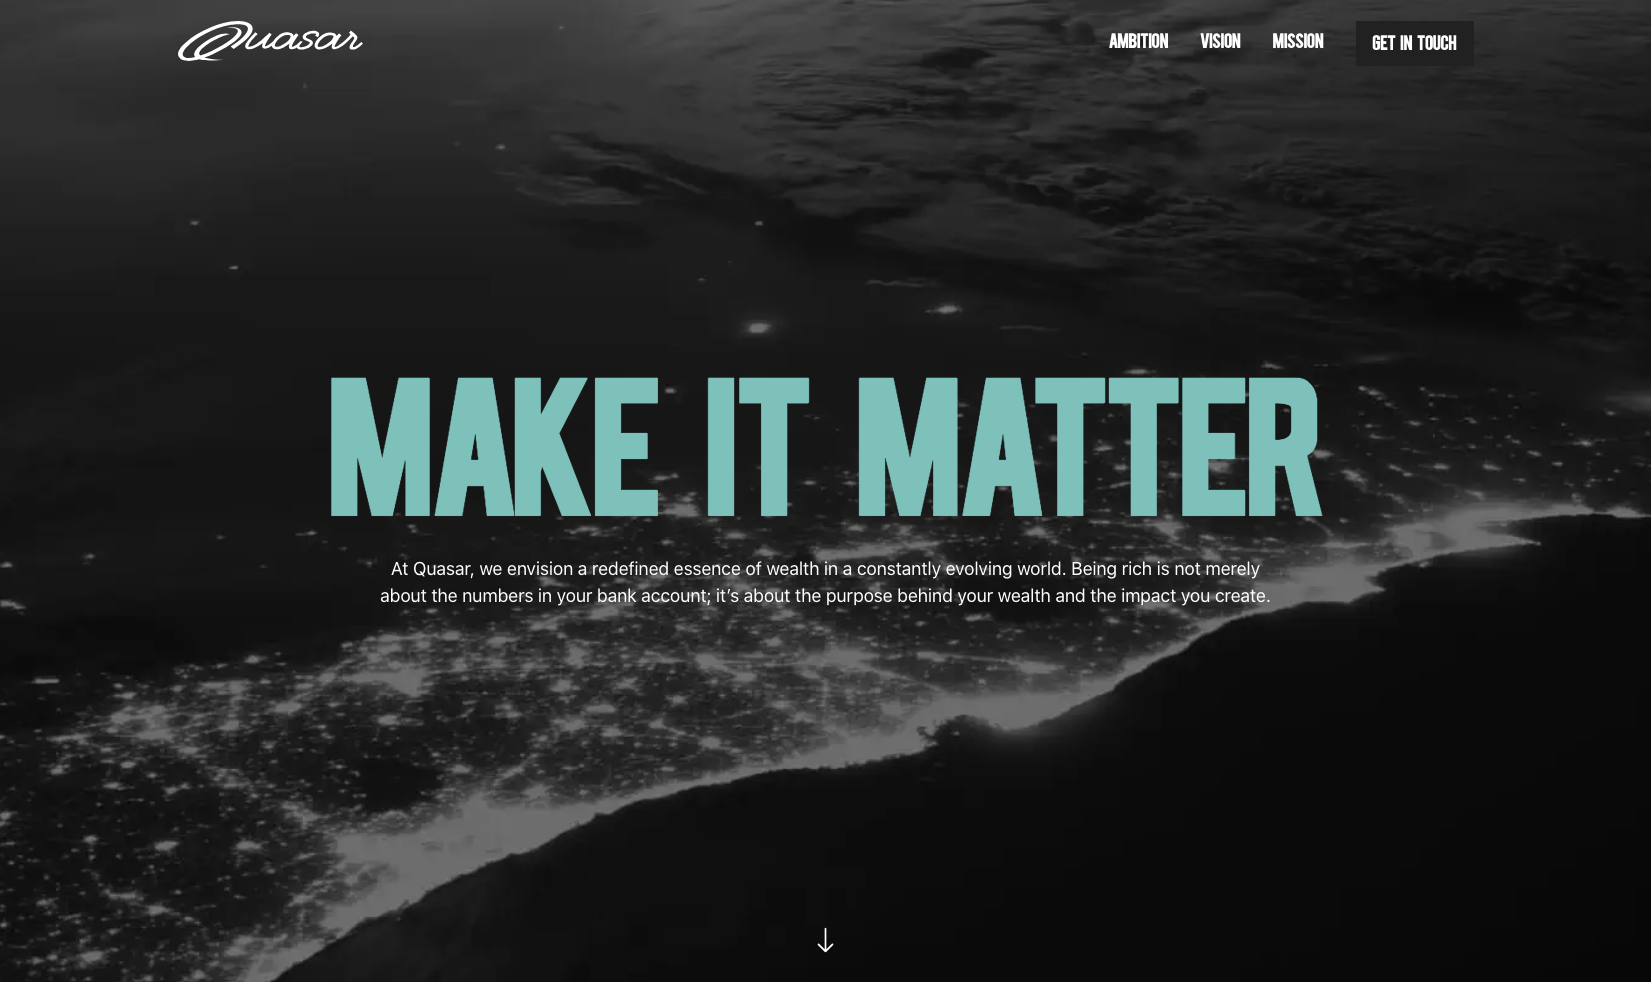 Quasar
AMBITION VISION MISSION GET IN TOUCH
MAKE IT MATTER
At Quasar, we envision a redefined essence of wealth in a constantly evolving world. Being rich is not merely
about the numbers in your bank account; it’s about the purpose behind your wealth and the impact you create.